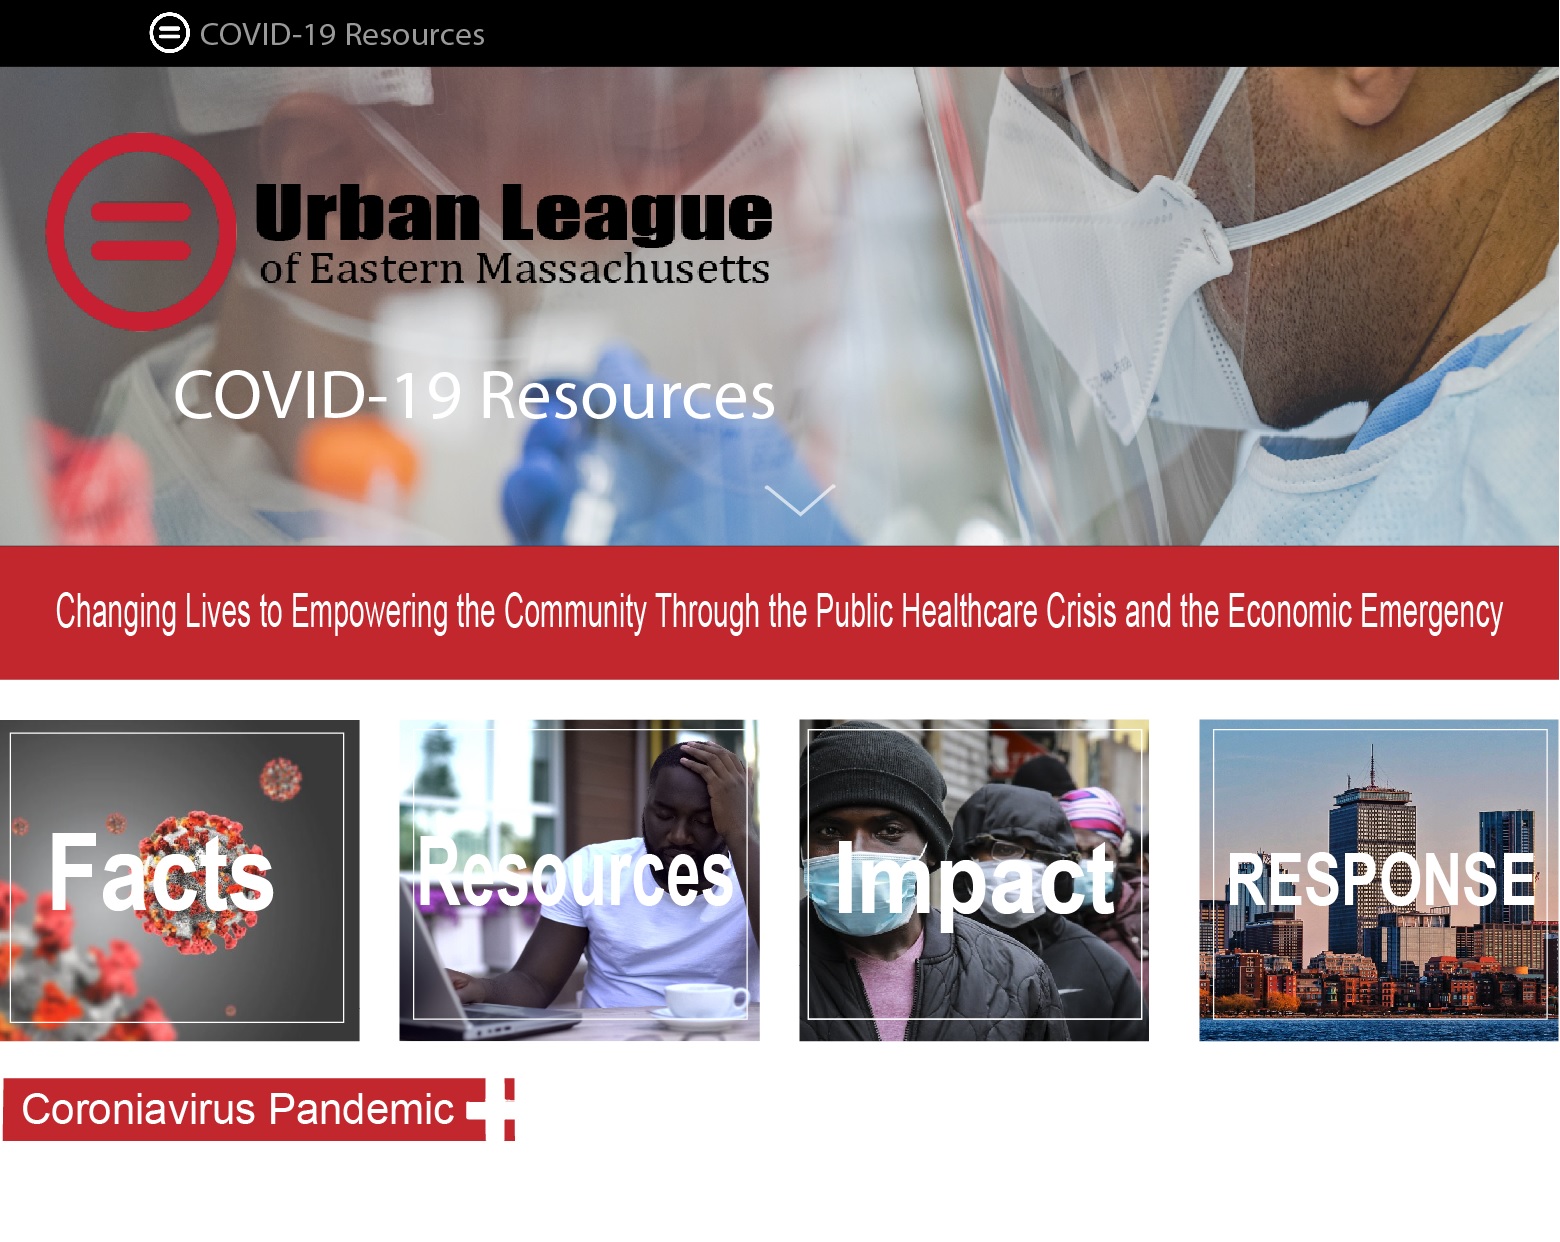 COVID-19 Resources
Urban League
of Eastern Massachusetts
COVID-19 Resources
Changing Lives to Empowering the Community Through the Public Healthcare Crisis and the Economic Emergency
Facts
Resources
Impact
RESPONSE
Coroniavirus Pandemic